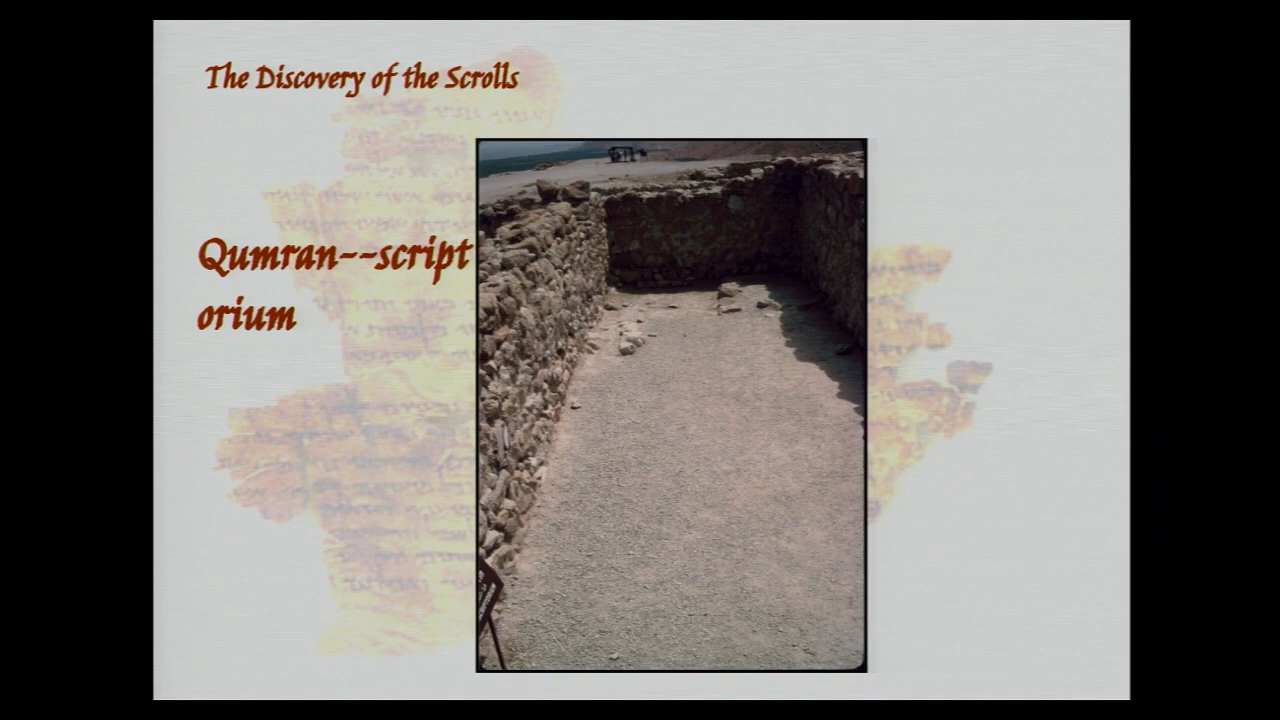 The Discovery of the Scrolls
Qumran--script
orium